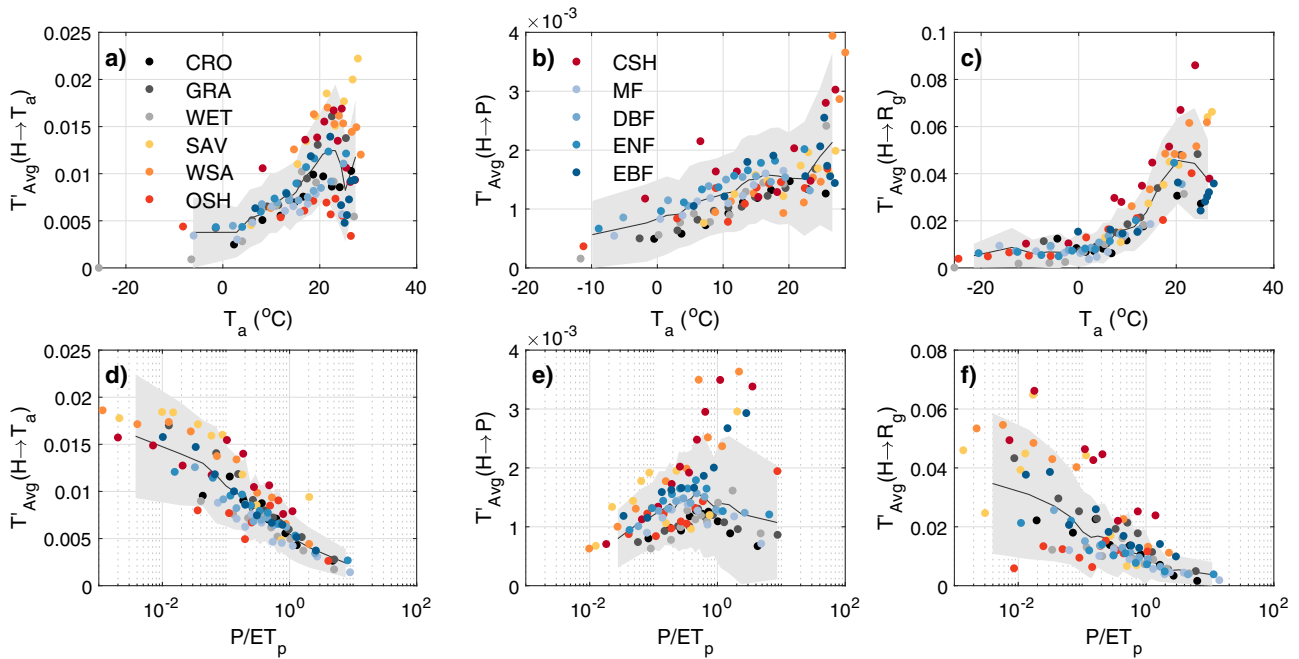 a)
CRO
GRA
WET
SAV
WSA
OSH
T'Avg(H→Ta)
0
0.005
0.01
0.015
0.02
0.025
-20
0
20
40
Ta (°C)
× 10-3
b)
CSH
MF
DBF
ENF
EBF
T'Avg(H→P)
0
1
2
3
4
-20
-10
0
10
20
Ta (°C)
c)
T'Avg(H→Rg)
0
0.02
0.04
0.06
0.08
0.1
-20
0
20
40
Ta (°C)
d)
T'Avg(H→Ta)
0
0.005
0.01
0.015
0.02
0.025
10-2
100
102
P/ETp
× 10-3
e)
T'Avg(H→P)
0
1
2
3
4
10-2
100
102
P/ETp
f)
T'Avg(H→Rg)
0
0.02
0.04
0.06
0.08
10-2
100
102
P/ETp